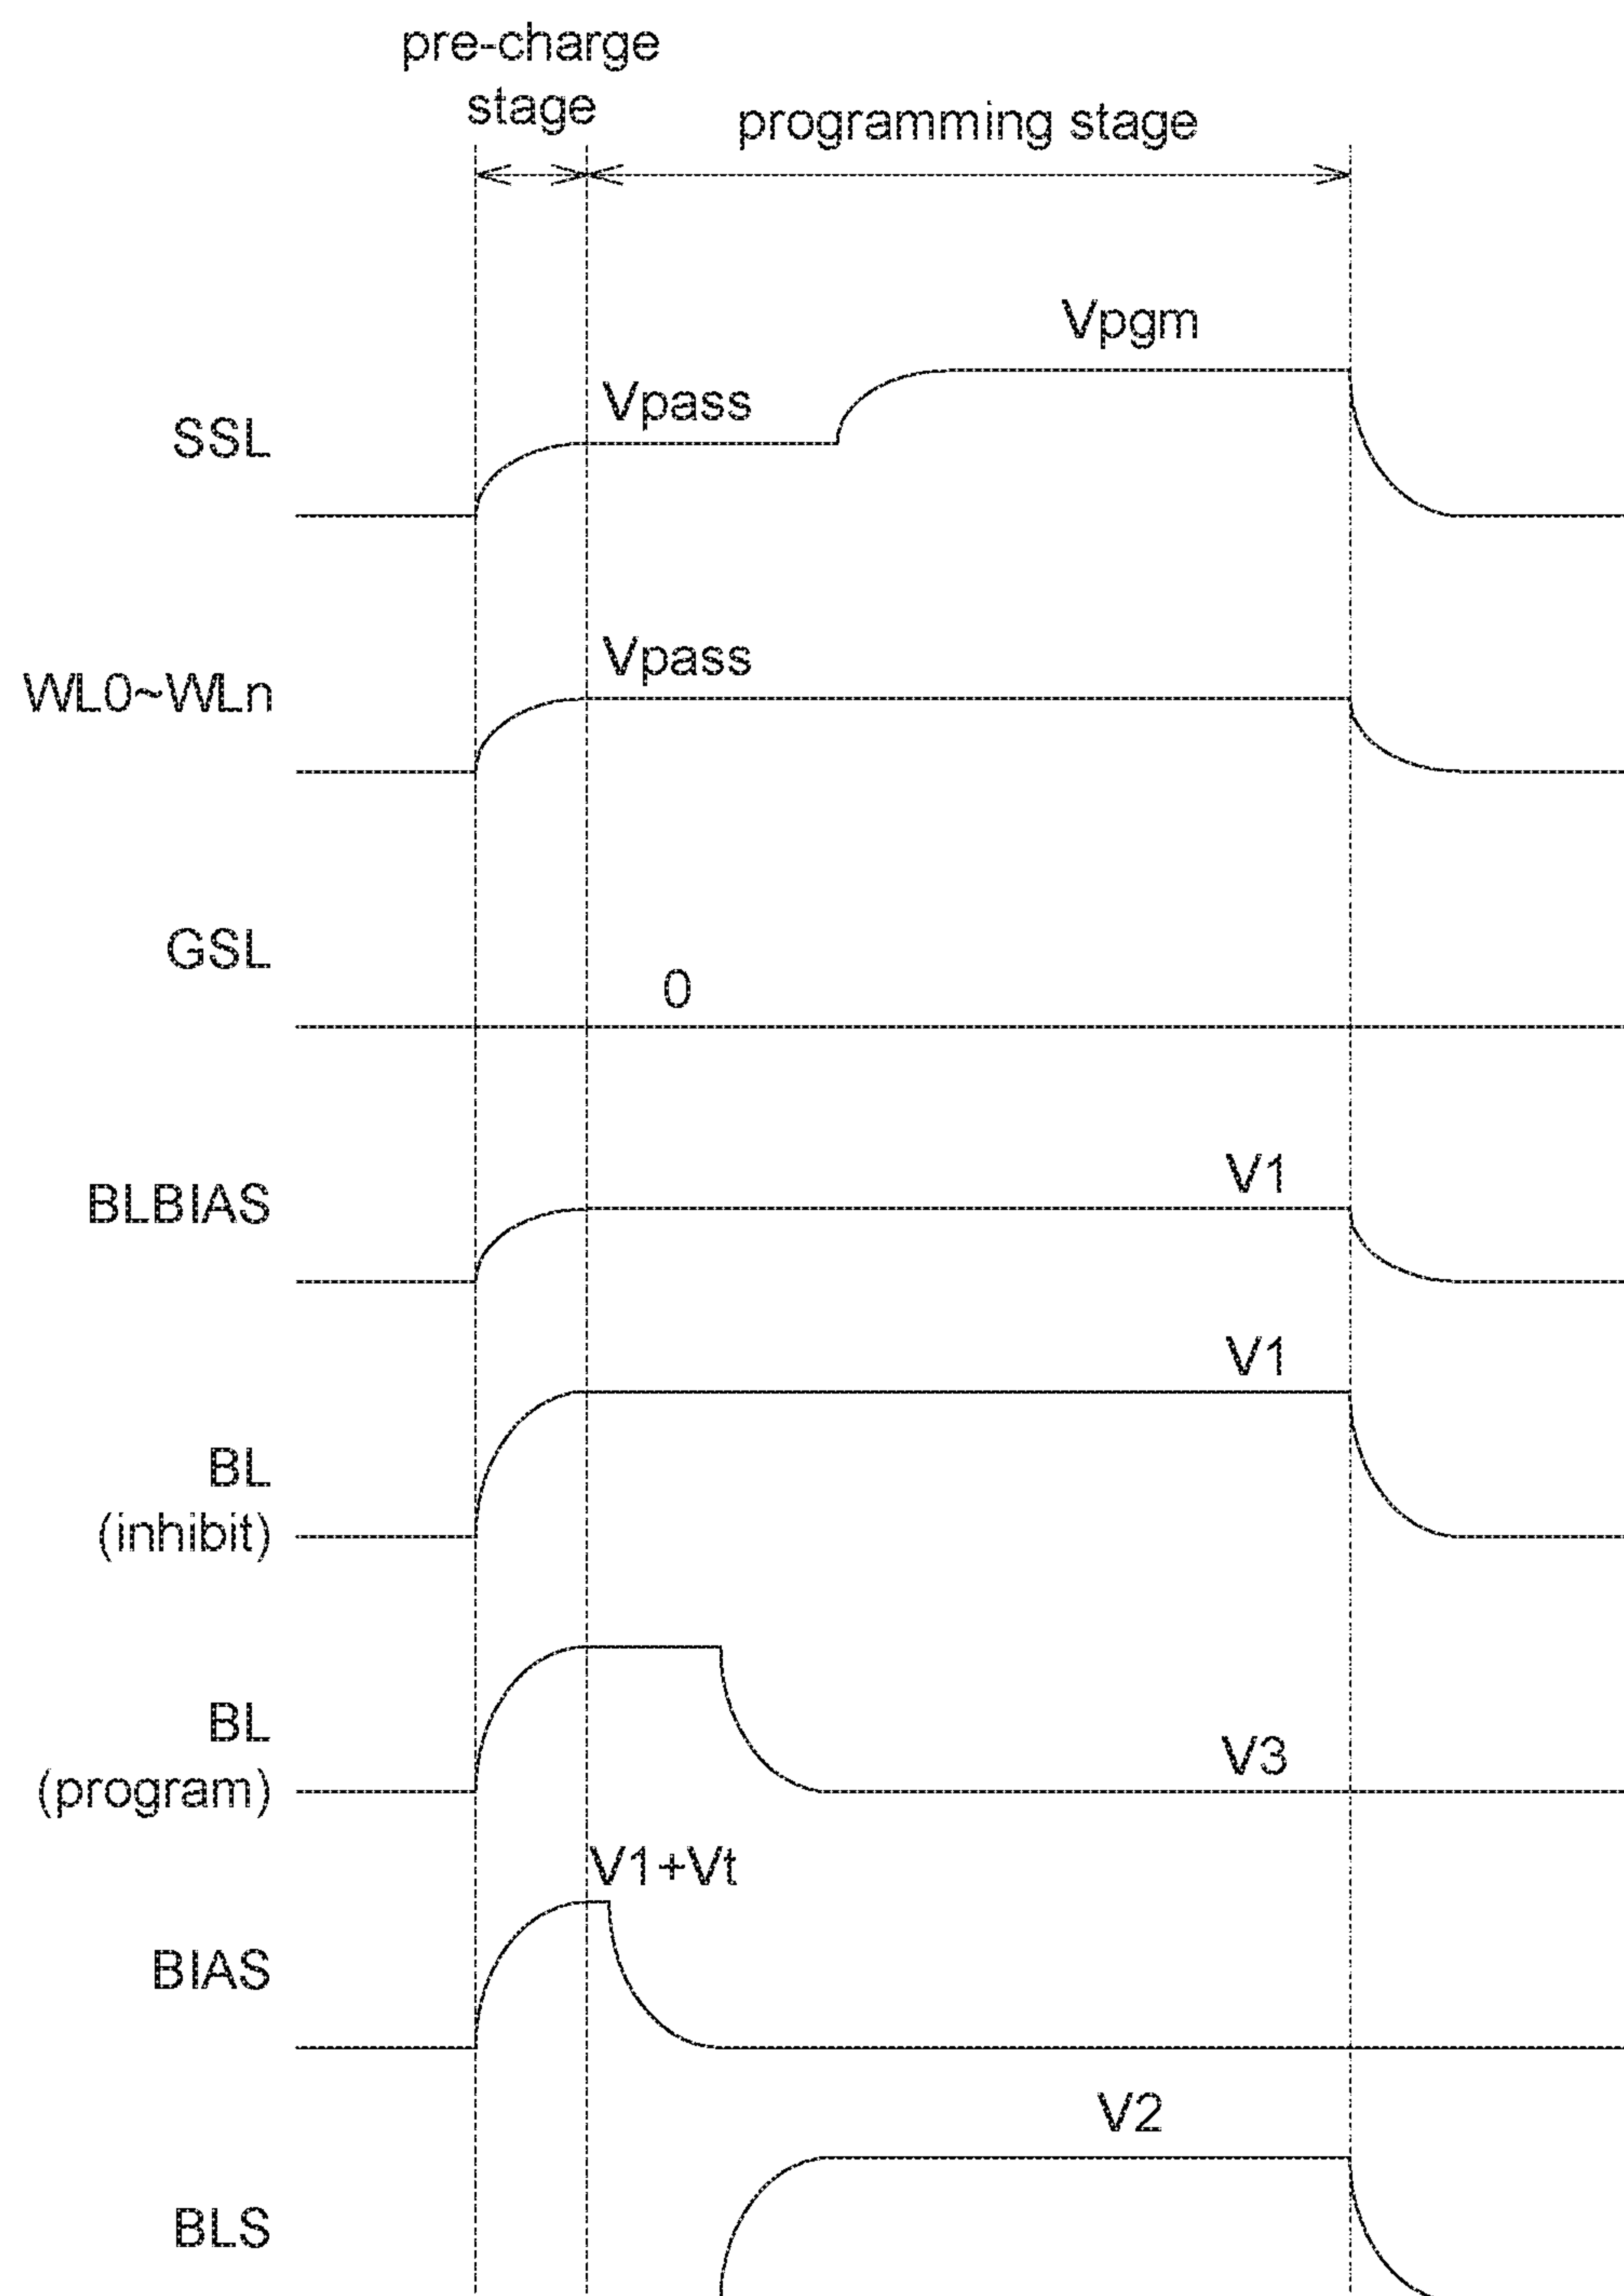 pre-charge
stage
programming stage
Vpgm
Vpass
SSL
Vpass
WL0~WLn
GSL
0
V1
BLBIAS
V1
BL
(inhibit)
BL
(program)
V3
V1+Vt
BIAS
V2
BLS